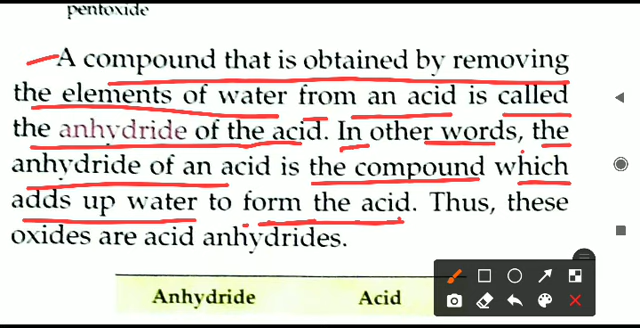 pentoxide
A compound that is obtained by removing
the elements of water from an acid is called
the anhydride of the acid. In other words, the
anhydride of an acid is the compound which
adds up water to form the acid. Thus, these
oxides are acid anhydrides.
Anhydride Acid